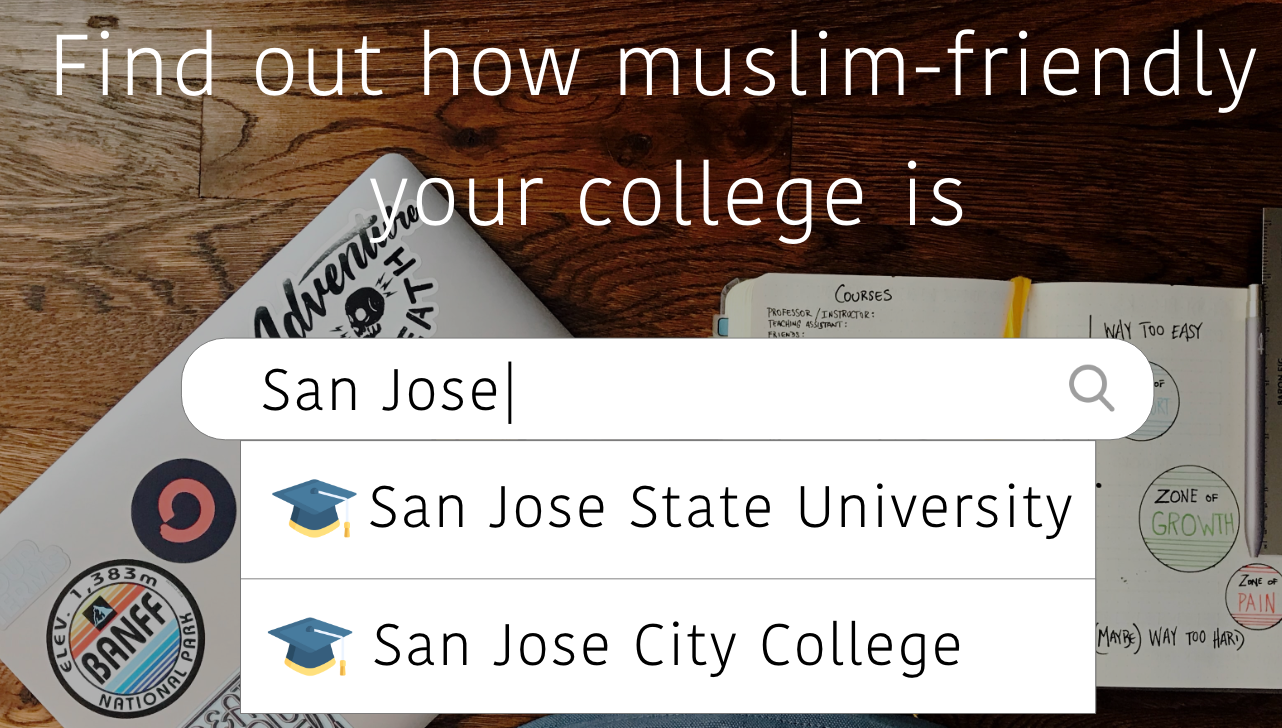 Find out how muslim-friendly
your college is
Adventure
EATH
COURSES
PROFESSOR/INSTRUCTOR:
TEACHING ASSISTANT:
FRIENDS:
WAY TOO EASY
San Jose
OF
San Jose State University
San Jose City College
ZONE OF
GROWTH
ZONE OF
PAIN
(MAYBE) WAY TOO HARD
ELEV. 1,383m
BANFF
NATIONAL PARK